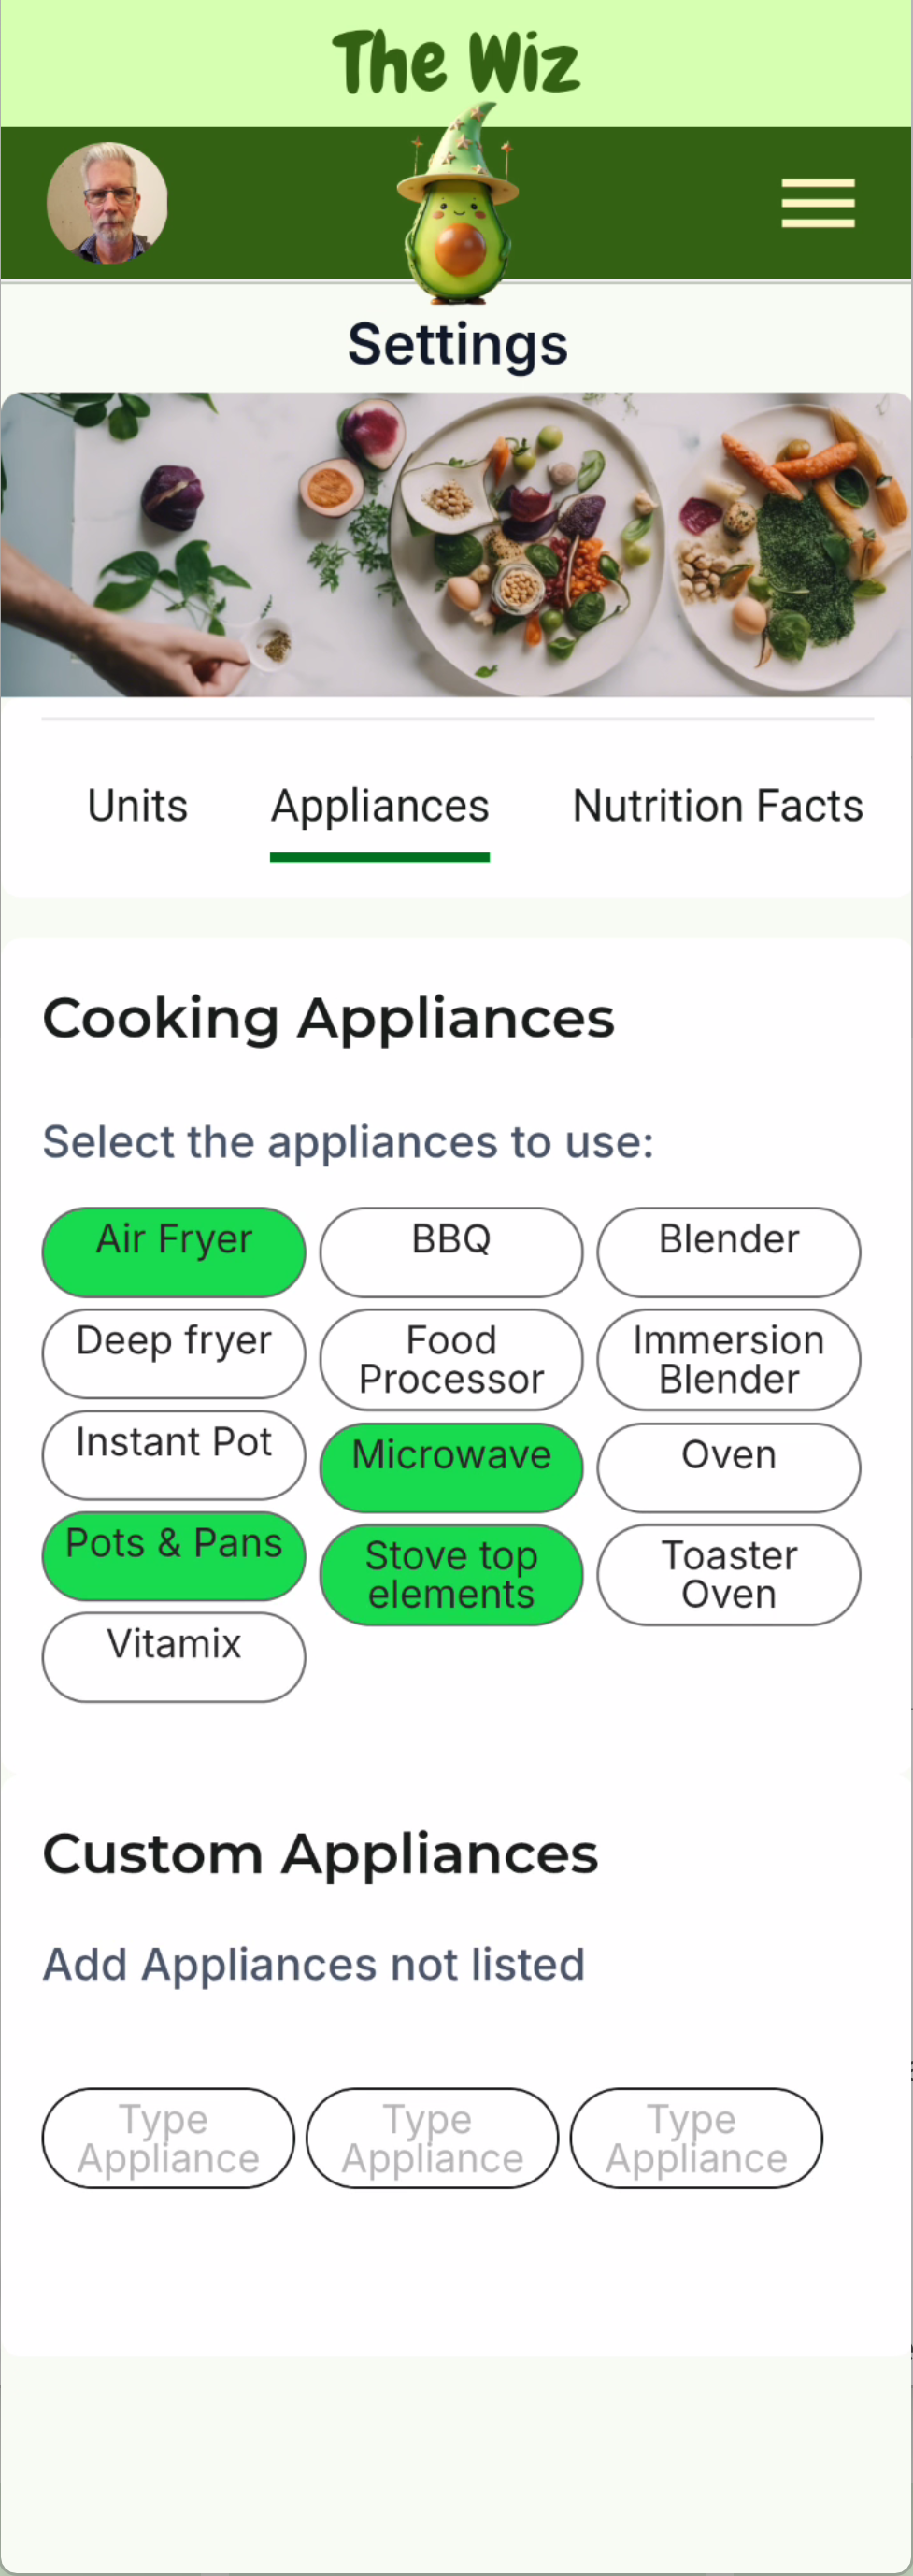 The Wiz
Settings
Units
Appliances
Nutrition Facts
Cooking Appliances
Select the appliances to use:
Air Fryer
BBQ
Blender
Deep fryer
Food
Processor
Immersion
Blender
Instant Pot
Microwave
Oven
Pots & Pans
Stove top
elements
Toaster
Oven
Vitamix
Custom Appliances
Add Appliances not listed
Type
Appliance
Type
Appliance
Type
Appliance